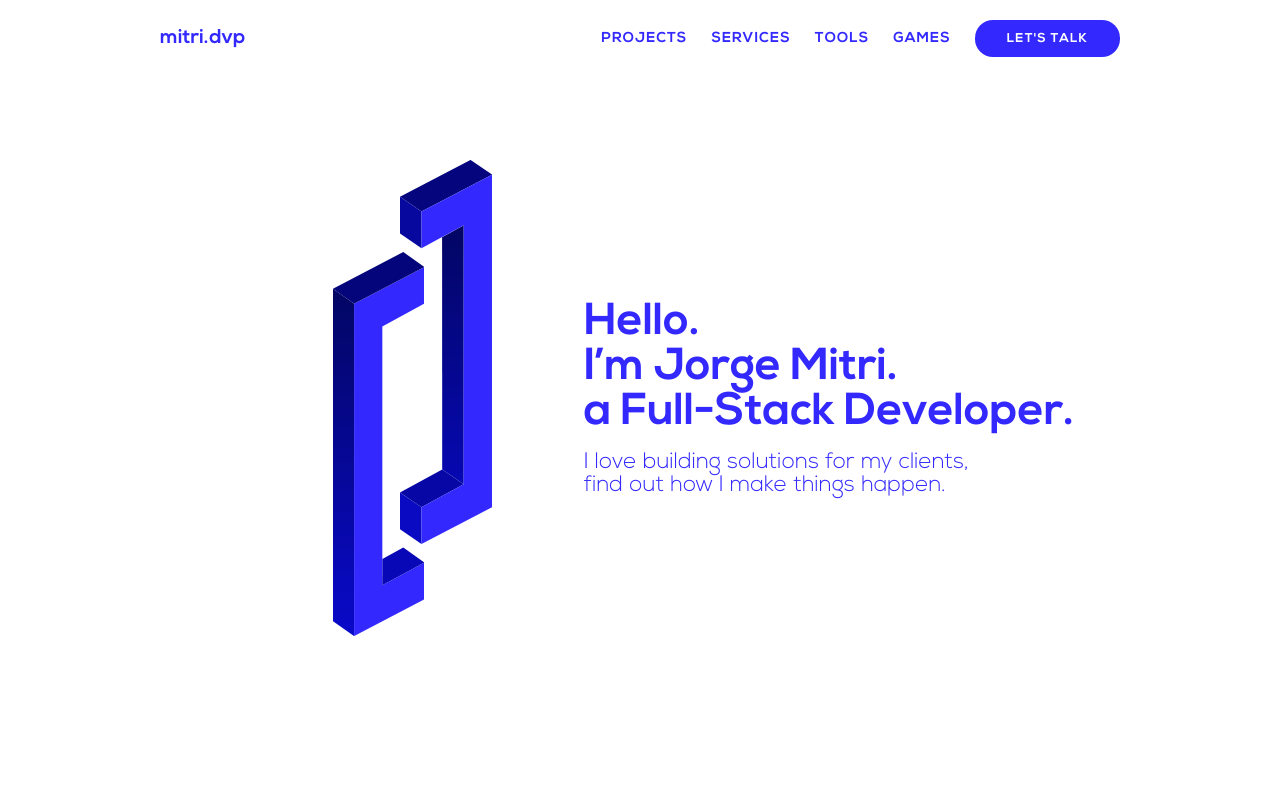 mitri.dvp
PROJECTS SERVICES TOOLS GAMES LET'S TALK
Hello.
I’m Jorge Mitri.
a Full-Stack Developer.
I love building solutions for my clients,
find out how I make things happen.